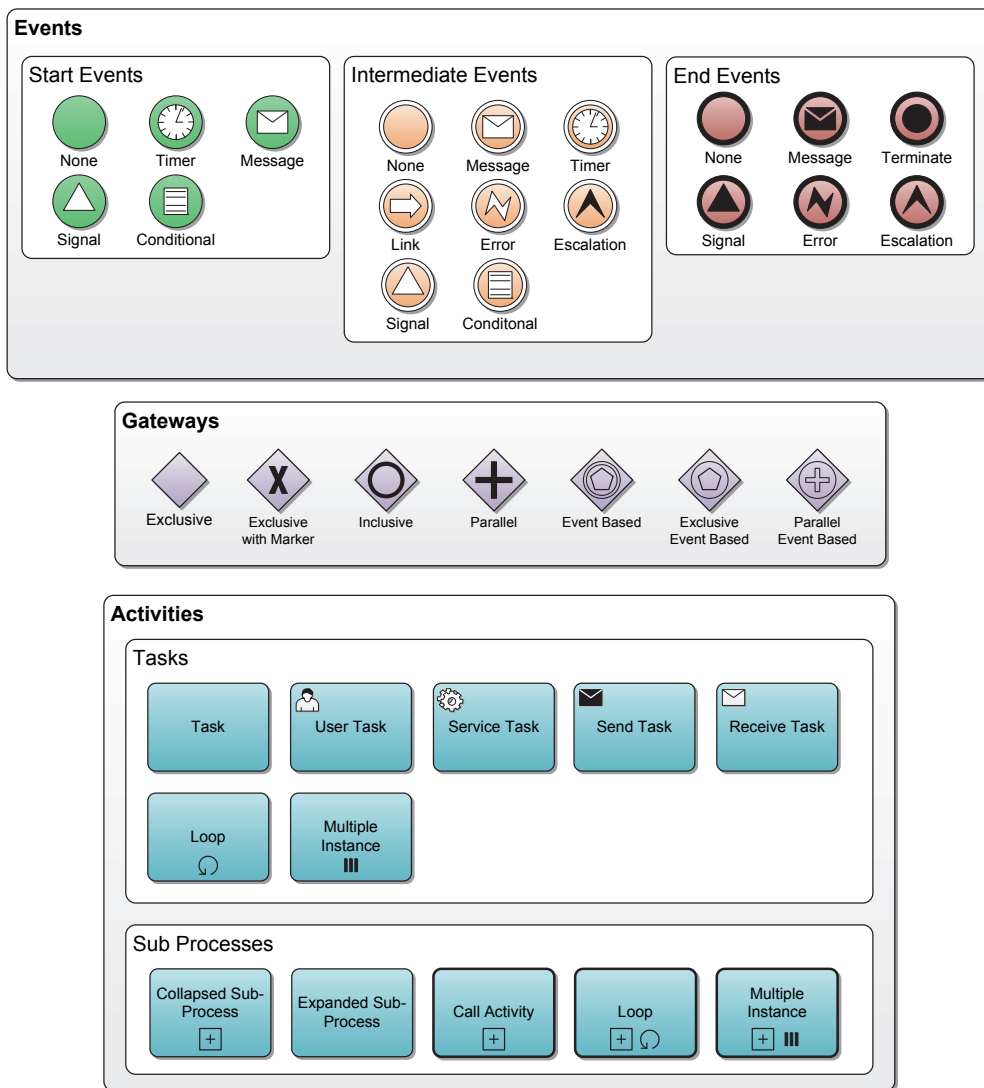 Events
Start Events
None
Timer
Message
Signal
Conditional
Intermediate Events
None
Message
Timer
Link
Error
Escalation
Signal
Conditonal
End Events
None
Message
Terminate
Signal
Error
Escalation
Gateways
Exclusive
Exclusive
with Marker
Inclusive
Parallel
Event Based
Exclusive
Event Based
Parallel
Event Based
Activities
Tasks
Task
User Task
Service Task
Send Task
Receive Task
Loop
Multiple
Instance
Sub Processes
Collapsed Sub-
Process
Expanded Sub-
Process
Call Activity
Loop
Multiple
Instance